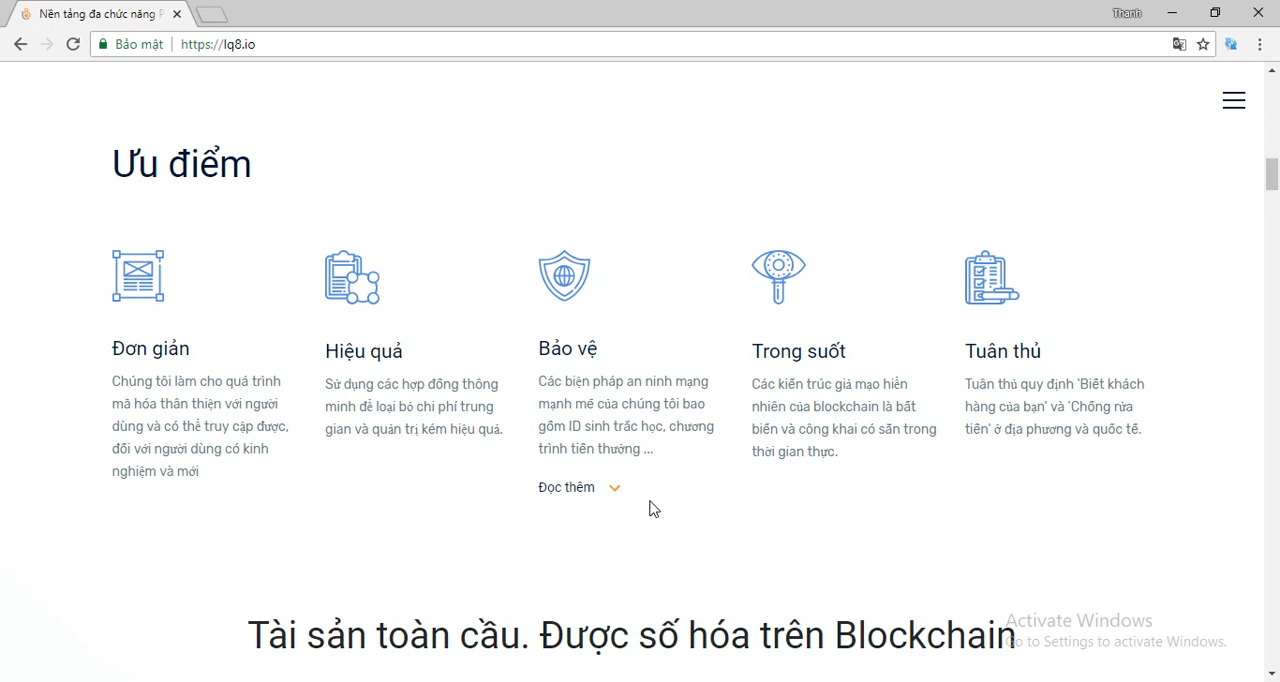 Nền tảng đa chức năng
Thanh
Bảo mật
https://lq8.io
Ưu điểm
Đơn giản
Chúng tôi làm cho quá trình
mã hóa thân thiện với người
dùng và có thể truy cập được,
đối với người dùng có kinh
nghiệm và mới
Hiệu quả
Sử dụng các hợp đồng thông
minh để loại bỏ chi phí trung
gian và quản trị kém hiệu quả.
Bảo vệ
Các biện pháp an ninh mạng
mạnh mẽ của chúng tôi bao
gồm ID sinh trắc học, chương
trình tiền thưởng ...
Đọc thêm
Trong suốt
Các kiến trúc giả mạo hiển
nhiên của blockchain là bất
biến và công khai có sẵn trong
thời gian thực.
Tuân thủ
Tuân thủ quy định 'Biết khách
hàng của bạn' và 'Chống rửa
tiền' ở địa phương và quốc tế.
Tài sản toàn cầu. Được số hóa trên Blockchain
Activate Windows
Go to Settings to activate Windows.